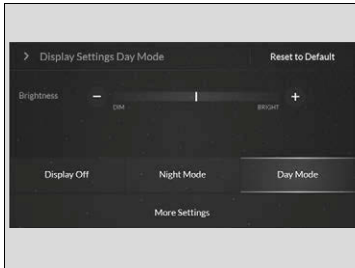 > Display Settings Day Mode
Reset to Default
Brightness
– +
DIM BRIGHT
Display Off
Night Mode
Day Mode
More Settings